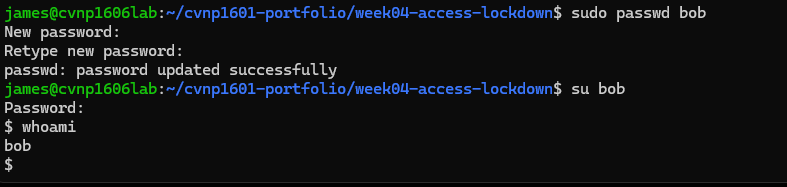 james@cvnp1606lab:~/cvnp1601-portfolio/week04-access-lockdown$ sudo passwd bob
New password:
Retype new password:
passwd: password updated successfully
james@cvnp1606lab:~/cvnp1601-portfolio/week04-access-lockdown$ su bob
Password:
$ whoami
bob
$